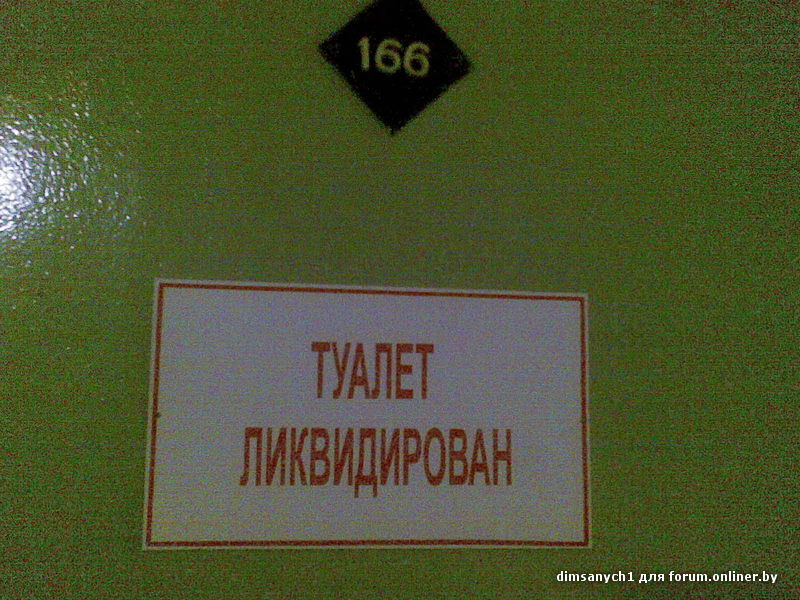 166
ТУАЛЕТ
ЛИКВИДИРОВАН
dimsanych1 для forum.onliner.by